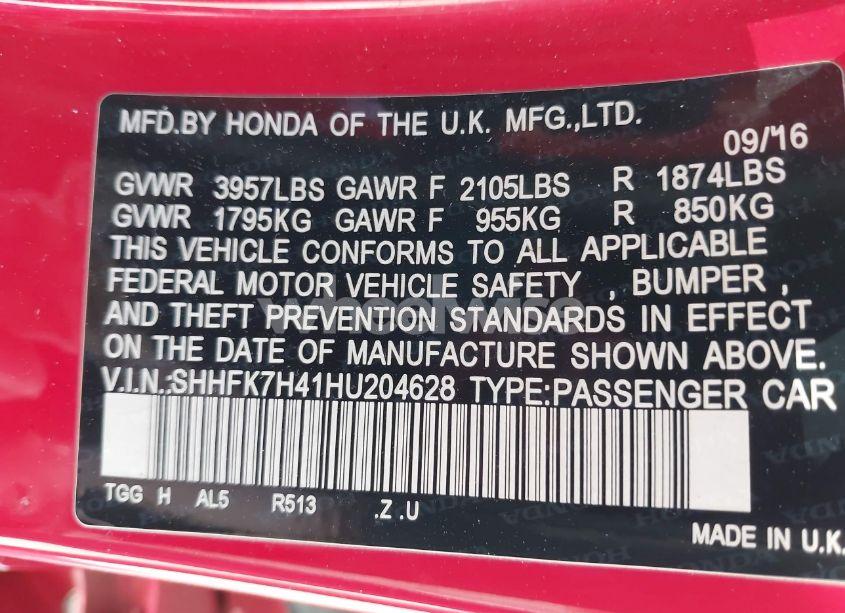 MFD.BY HONDA OF THE U.K. MFG.,LTD.
09/16
GVWR 3957LBS GAWR F 2105LBS R 1874LBS
GVWR 1795KG GAWR F 955KG R 850KG
THIS VEHICLE CONFORMS TO ALL APPLICABLE
FEDERAL MOTOR VEHICLE SAFETY , BUMPER ,
AND THEFT PREVENTION STANDARDS IN EFFECT
ON THE DATE OF MANUFACTURE SHOWN ABOVE.
V.I.N.:SHHFK7H41HU204628 TYPE:PASSENGER CAR
TGG H AL5 R513 .Z .U
MADE IN U.K.